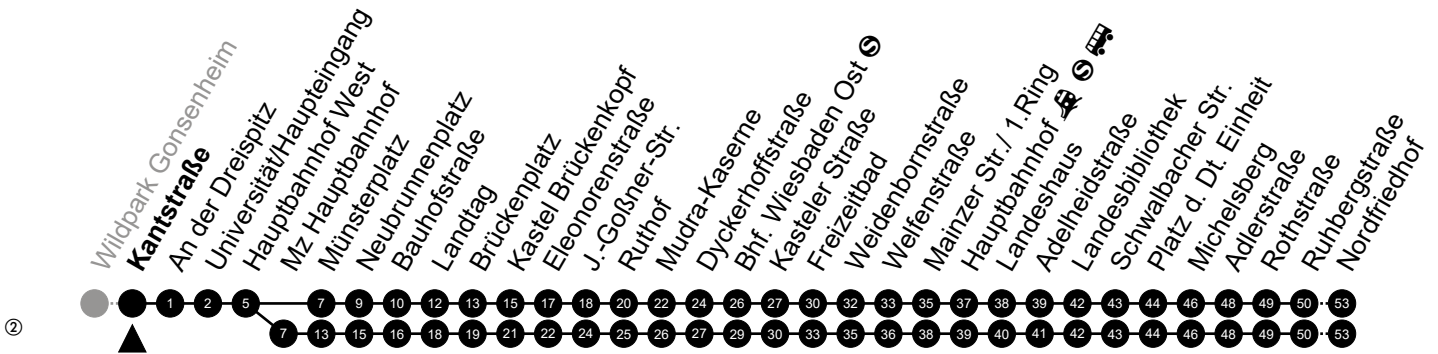 Wildpark Gonsenheim
Kantstraße
An der Dreispitz
Universität/Haupteingang
Hauptbahnhof West
Mz Hauptbahnhof
Münsterplatz
Neubrunnenplatz
Bauhofstraße
Landtag
Brückenplatz
Kastel Brückenkopf
Eleonorenstraße
J.-Goßner-Str.
Ruthof
Mudra-Kaserne
Dyckerhoffstraße
Bhf. Wiesbaden Ost S
Kasteler Straße
Freizeitbad
Weidenbornstraße
Welfenstraße
Mainzer Str./ 1.Ring
Hauptbahnhof S
Landeshaus
Adelheidstraße
Landesbibliothek
Schwalbacher Str.
Platz d. Dt. Einheit
Michelsberg
Adlerstraße
Rothstraße
Ruhbergstraße
Nordfriedhof
1 2 5 7 9 10 12 13 15 17 18 20 22 24 26 27 30 32 33 35 37 38 39 42 43 44 46 48 49 50 53
② 7 13 15 16 18 19 21 22 24 25 26 27 29 30 33 35 36 38 39 40 41 42 43 44 46 48 49 50 53